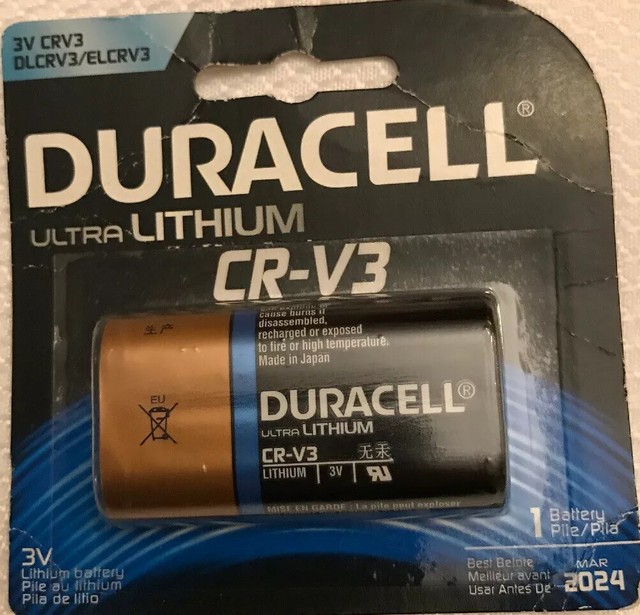 3V CRV3
DLCRV3/ELCRV3
DURACELL®
ULTRA LITHIUM
CR-V3
生产
cause burns if
disassembled,
recharged or exposed
to fire or high temperature.
Made in Japan
EU
DURACELL®
ULTRA LITHIUM
CR-V3 无汞
LITHIUM 3V
MISE EN GARDE : La pile peut exploser
1 Battery
Pile/Pila
3V
Lithium battery
Pile au lithium
Pila de litio
Best Before
Meilleur avant
Usar Antes De
MAR
2024